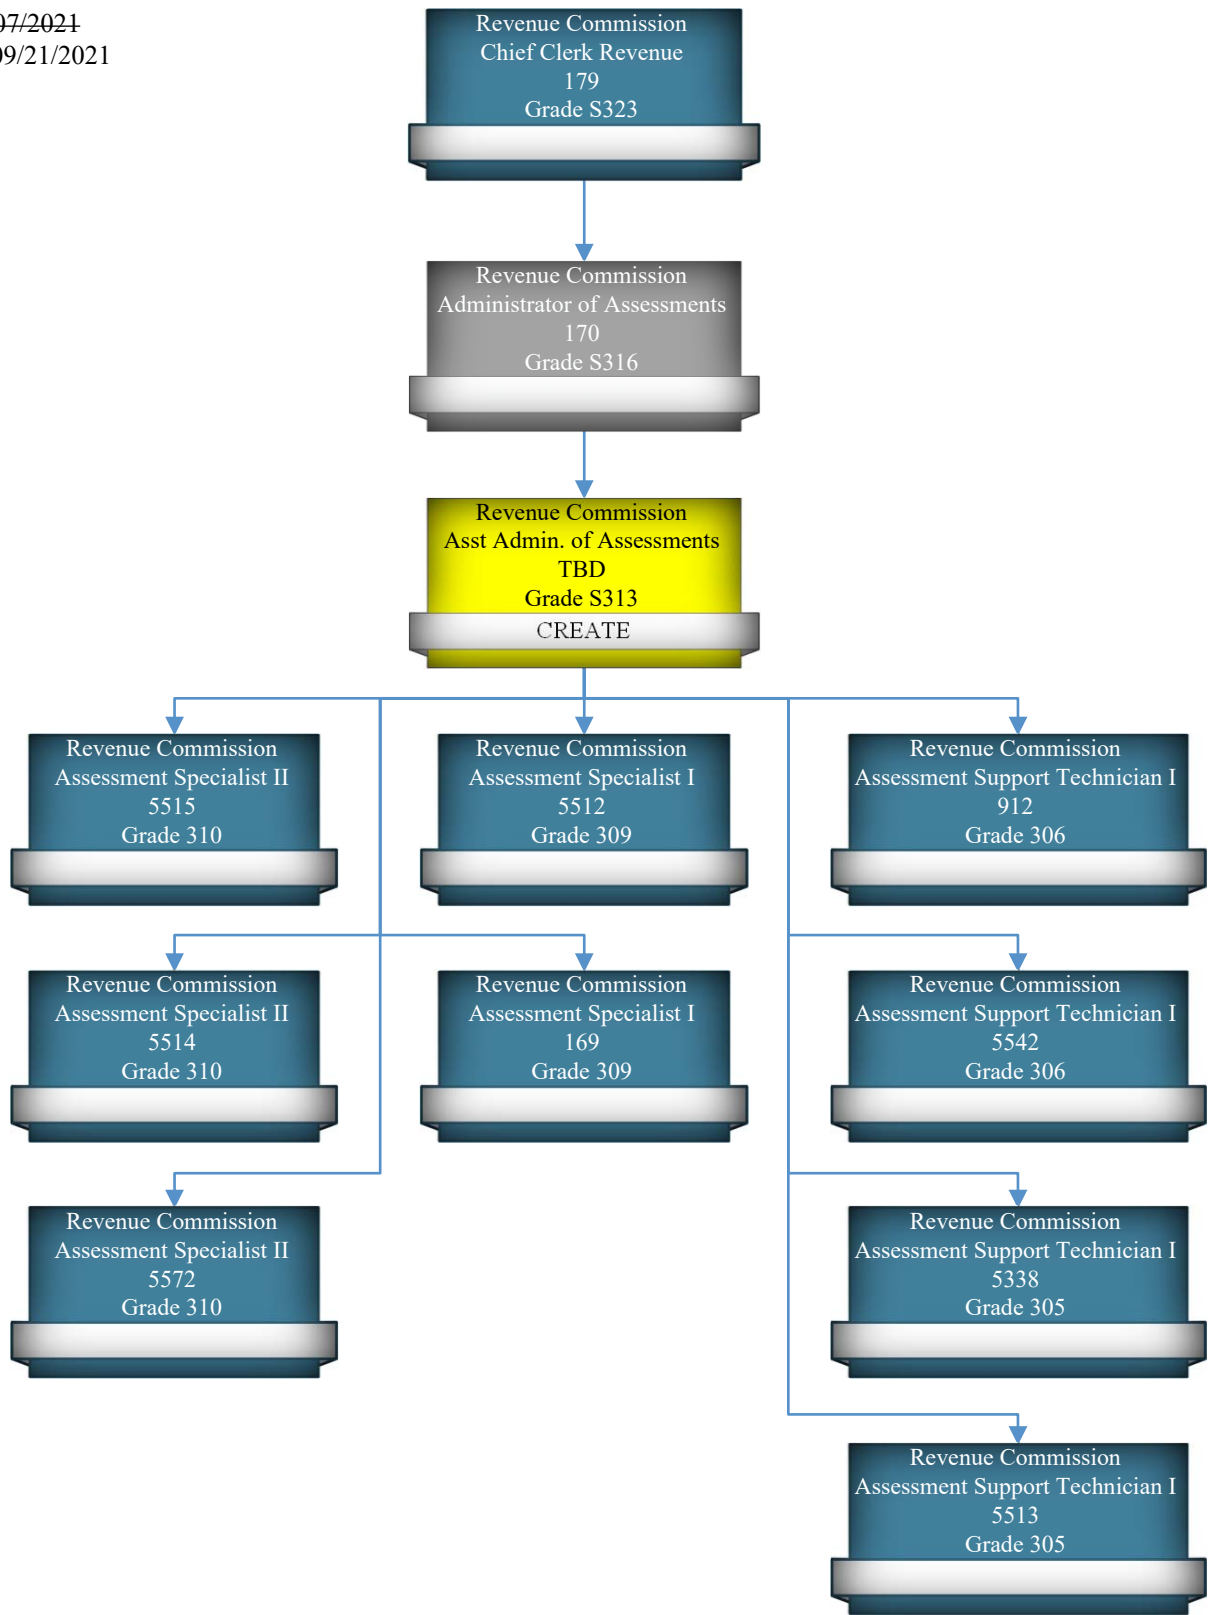 07/2021
09/21/2021
Revenue Commission
Chief Clerk Revenue
179
Grade S323
Revenue Commission
Administrator of Assessments
170
Grade S316
Revenue Commission
Asst Admin. of Assessments
TBD
Grade S313
CREATE
Revenue Commission
Assessment Specialist II
5515
Grade 310
Revenue Commission
Assessment Specialist I
5512
Grade 309
Revenue Commission
Assessment Support Technician I
912
Grade 306
Revenue Commission
Assessment Specialist II
5514
Grade 310
Revenue Commission
Assessment Specialist I
169
Grade 309
Revenue Commission
Assessment Support Technician I
5542
Grade 306
Revenue Commission
Assessment Specialist II
5572
Grade 310
Revenue Commission
Assessment Support Technician I
5338
Grade 305
Revenue Commission
Assessment Support Technician I
5513
Grade 305